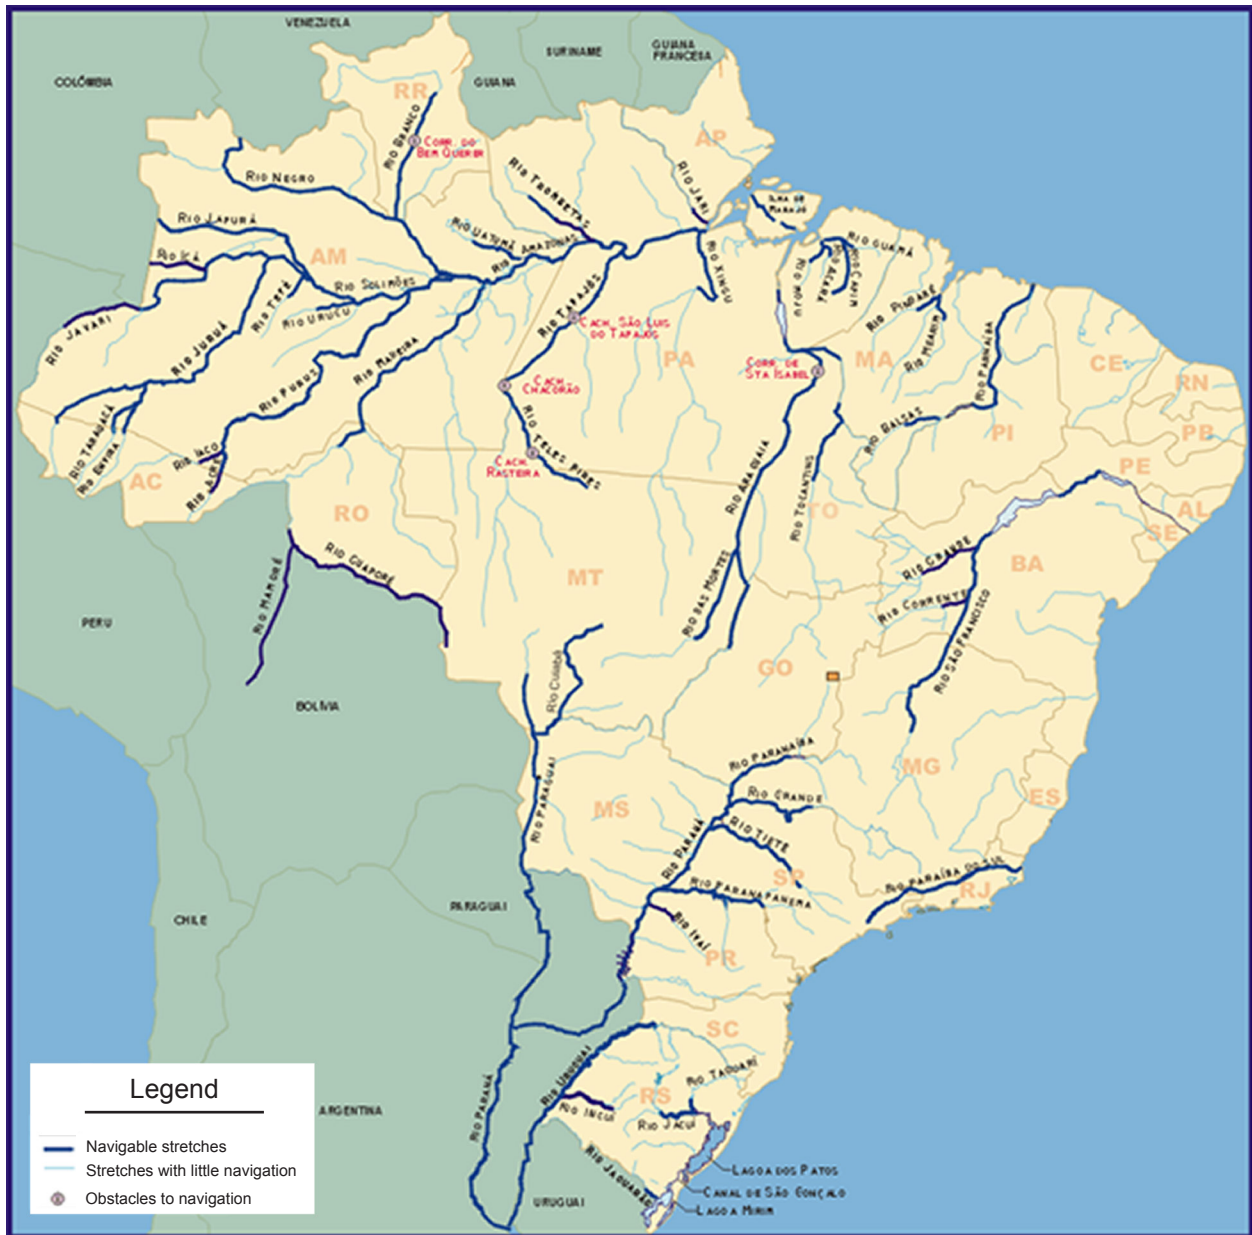 VENEZUELA
SURINAME
GUIANA
FRANCESA
COLÔMBIA
GUIANA
RR
AP
RIO BRANCO
CORR. DO
BEM QUERER
RIO NEGRO
RIO TROMBETAS
RIO JARI
ILHA DE
MARAJÓ
RIO JAPURÁ
RIO UATUMÃ
RIO AMAZONAS
RIO GUAMÁ
RIO IÇÁ
AM
RIO SOLIMÕES
RIO TAPAJÓS
RIO XINGU
RIO MOJU
RIO ACARÁ
RIO CAPIM
RIO TEFÉ
RIO URUCU
RIO PINDARÉ
RIO JAVARI
RIO JURUÁ
CACH. SÃO LUIS
DO TAPAJÓS
RIO MEARIM
RIO PARNAÍBA
RIO MADEIRA
PA
CORR. DE
STA ISABEL
MA
CE
RN
RIO PURUS
CACH.
CHACORÃO
RIO TARAUACÁ
RIO ENVIRA
RIO TELES PIRES
RIO BALSAS
PI
PB
RIO IACO
CACH.
RASTEIRA
PE
AC
RIO ACRE
RIO ARAGUAIA
RO
RIO TOCANTINS
TO
AL
SE
RIO MAMORÉ
RIO GUAPORÉ
RIO GRANDE
BA
MT
RIO DAS MORTES
RIO CORRENTE
PERU
RIO SÃO FRANCISCO
Rio Cuiabá
GO
BOLÍVIA
RIO PARANAÍBA
MG
RIO PARAGUAI
RIO GRANDE
ES
MS
RIO TIETÊ
RIO PARANÁ
SP
RIO PARAÍBA DO SUL
RJ
RIO PARANAPANEMA
PARAGUAI
CHILE
RIO IVAÍ
PR
SC
RIO URUGUAI
RIO TAQUARÍ
RS
Legend
ARGENTINA
RIO PARANÁ
RIO IBICUÍ
RIO JACUÍ
Navigable stretches
Stretches with little navigation
Obstacles to navigation
RIO JAGUARÃO
LAGOA DOS PATOS
CANAL DE SÃO GONÇALO
LAGOA MIRIM
URUGUAI